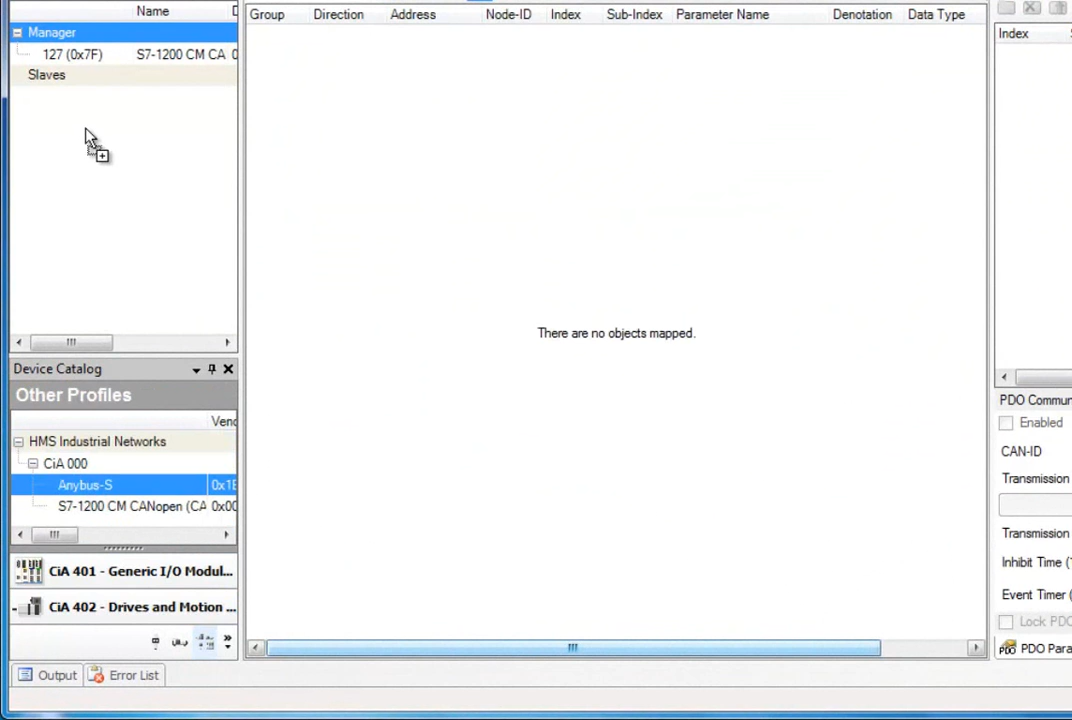 Name
Manager
127 (0x7F) S7-1200 CM CA
Slaves
Group Direction Address Node-ID Index Sub-Index Parameter Name Denotation Data Type
There are no objects mapped.
Index
Device Catalog
Other Profiles
HMS Industrial Networks
CiA 000
Anybus-S
S7-1200 CM CANopen (CA
CiA 401 - Generic I/O Modul...
CiA 402 - Drives and Motion ...
PDO Commun
Enabled
CAN-ID
Transmission
Transmission
Inhibit Time (
Event Timer (
Lock PDO
PDO Para
Output
Error List